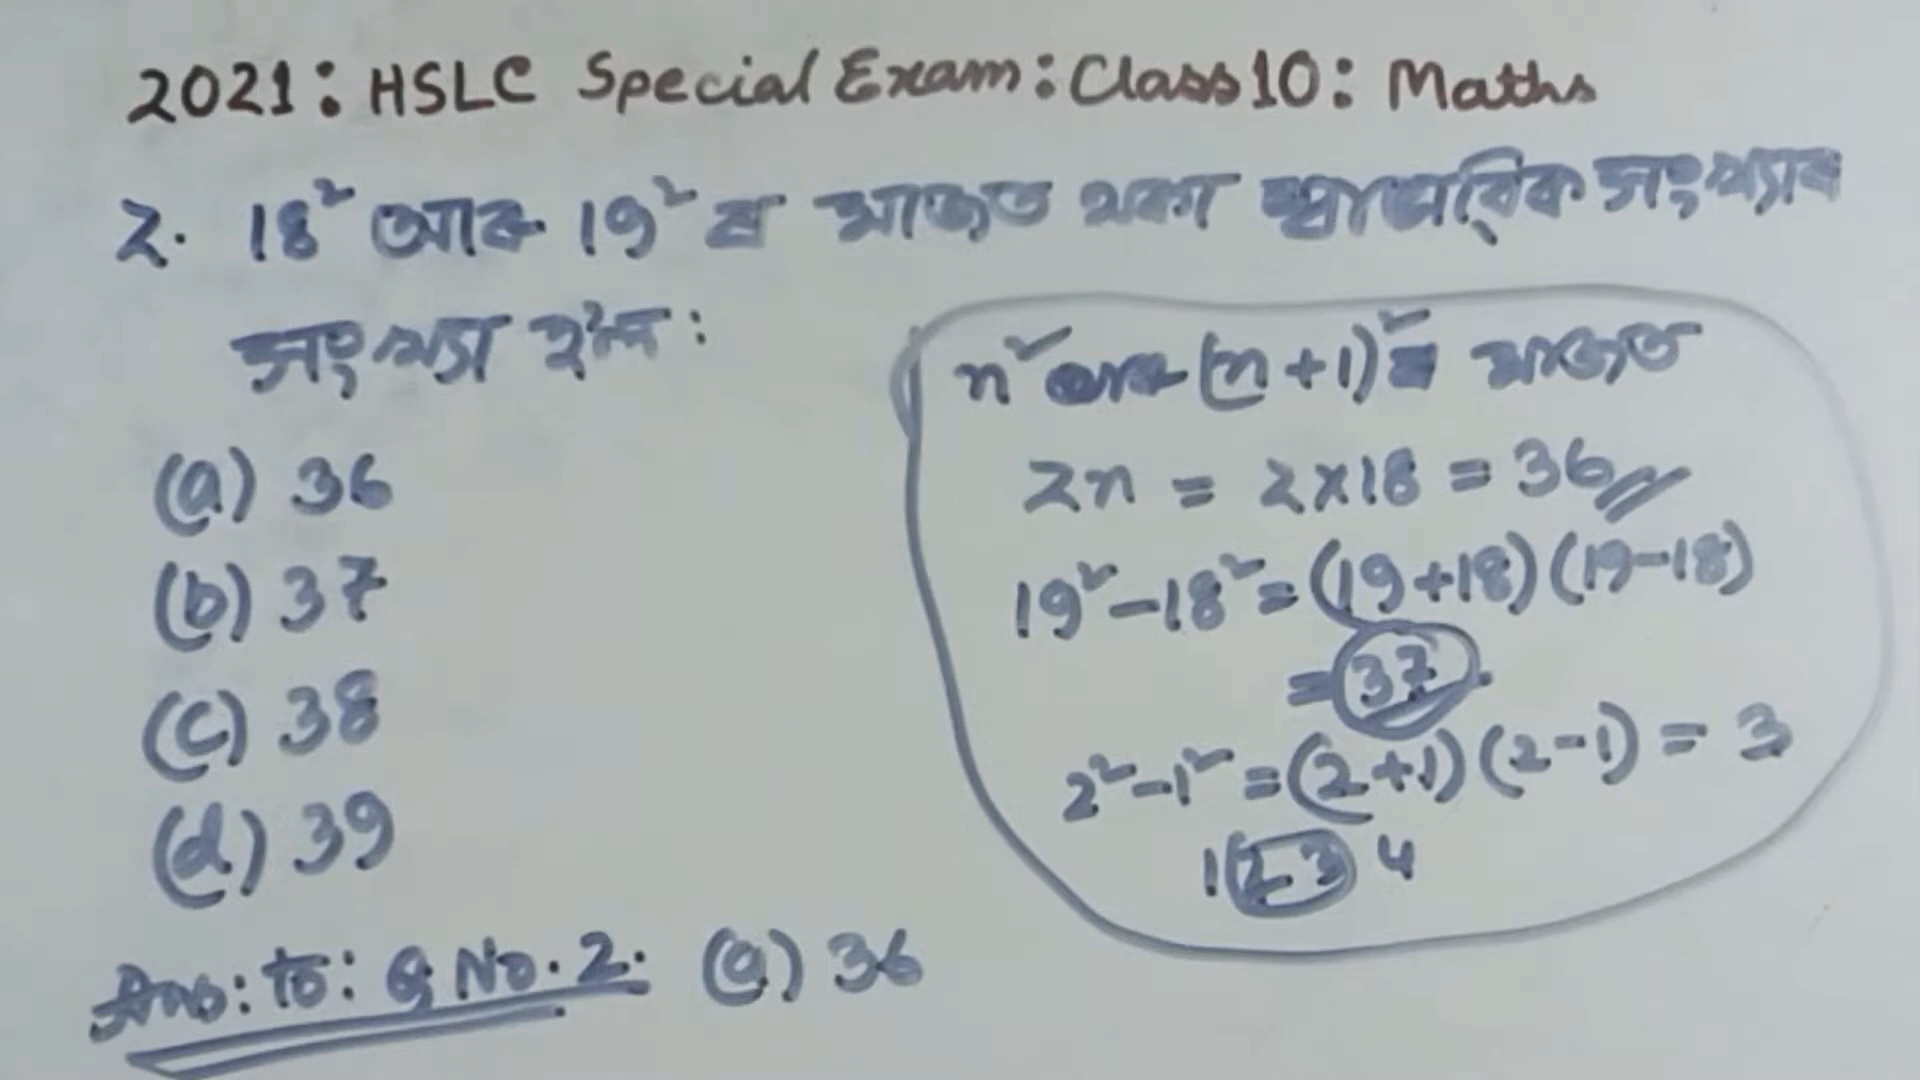 2021: HSLC Special Exam: Class 10: Maths
2. 18² আৰু 19² ৰ মাজত থকা স্বাভাৱিক সংখ্যাৰ
সংখ্যা হ'ল:
(a) 36
(b) 37
(c) 38
(d) 39
n² আৰু (n+1)² ৰ মাজত
2n = 2×18 = 36
19²-18² = (19+18)(19-18)
= 37.
2²-1² = (2+1)(2-1) = 3
1 2 3 4
Ans: to: Q No. 2. (a) 36